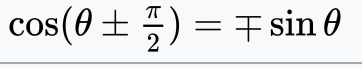 cos(θ ± π/2) = ∓ sin θ